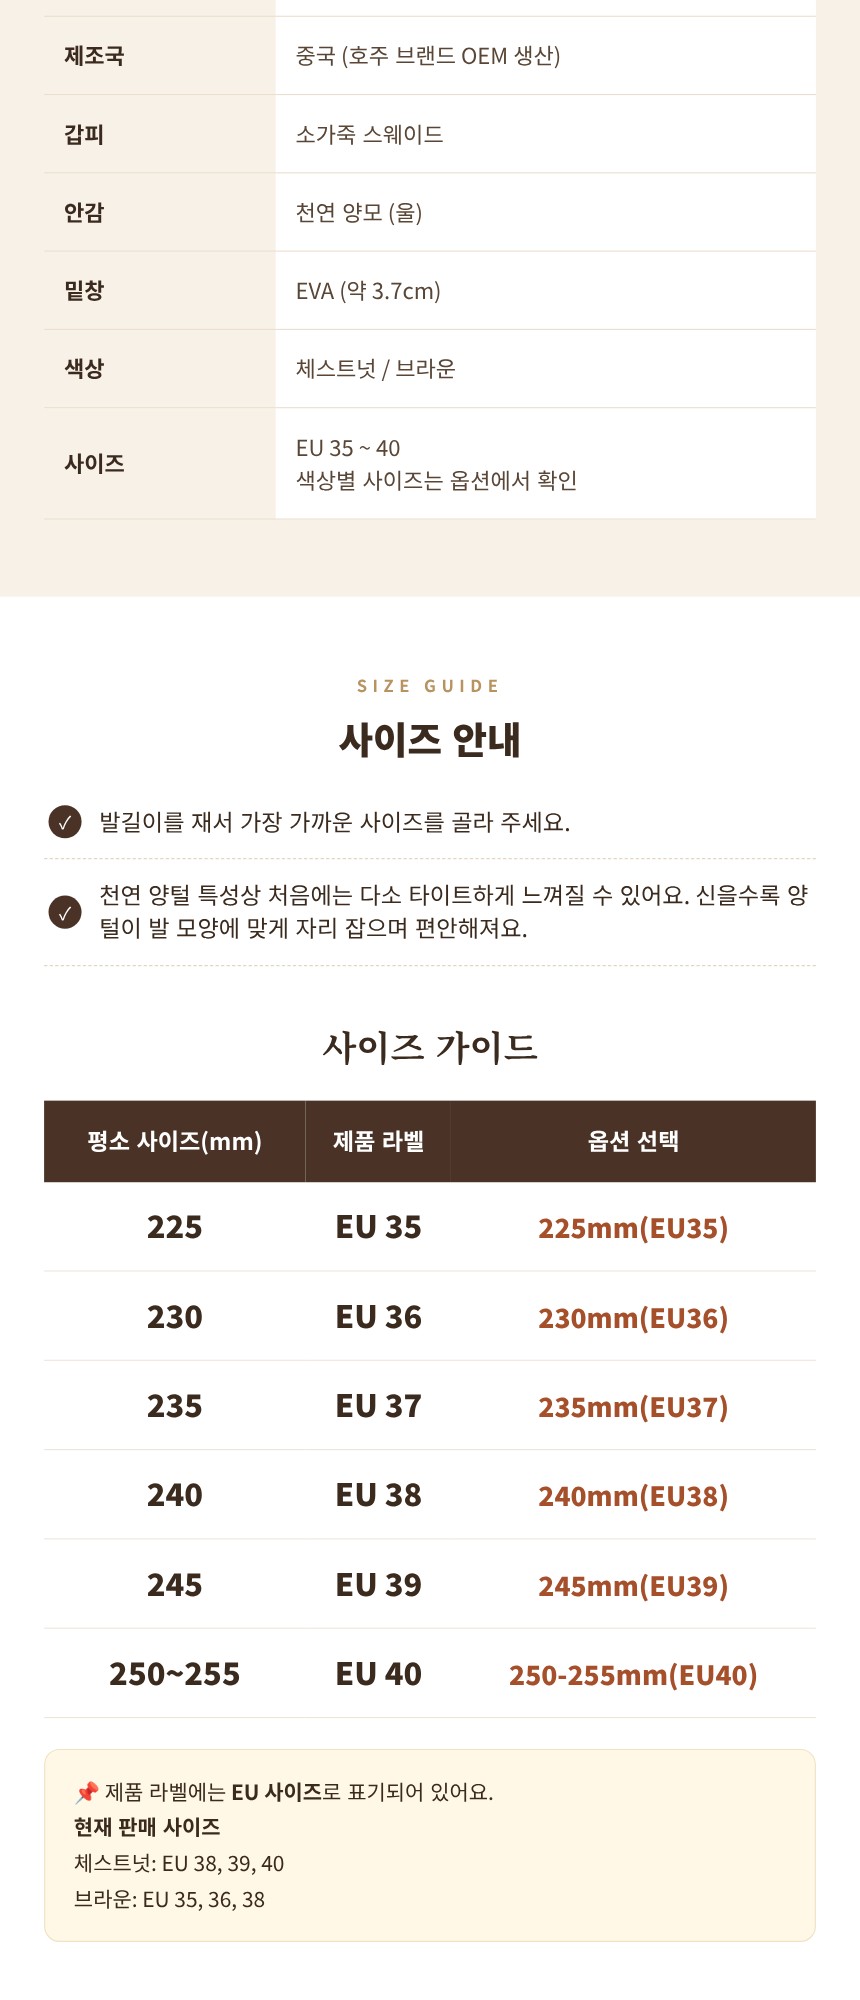 제조국
중국 (호주 브랜드 OEM 생산)
갑피
소가죽 스웨이드
안감
천연 양모 (울)
밑창
EVA (약 3.7cm)
색상
체스트넛 / 브라운
사이즈
EU 35 ~ 40
색상별 사이즈는 옵션에서 확인
SIZE GUIDE
사이즈 안내
✓ 발길이를 재서 가장 가까운 사이즈를 골라 주세요.
✓ 천연 양털 특성상 처음에는 다소 타이트하게 느껴질 수 있어요. 신을수록 양
털이 발 모양에 맞게 자리 잡으며 편안해져요.
사이즈 가이드
평소 사이즈(mm) 제품 라벨 옵션 선택
225 EU 35 225mm(EU35)
230 EU 36 230mm(EU36)
235 EU 37 235mm(EU37)
240 EU 38 240mm(EU38)
245 EU 39 245mm(EU39)
250~255 EU 40 250-255mm(EU40)
📌 제품 라벨에는 EU 사이즈로 표기되어 있어요.
현재 판매 사이즈
체스트넛: EU 38, 39, 40
브라운: EU 35, 36, 38